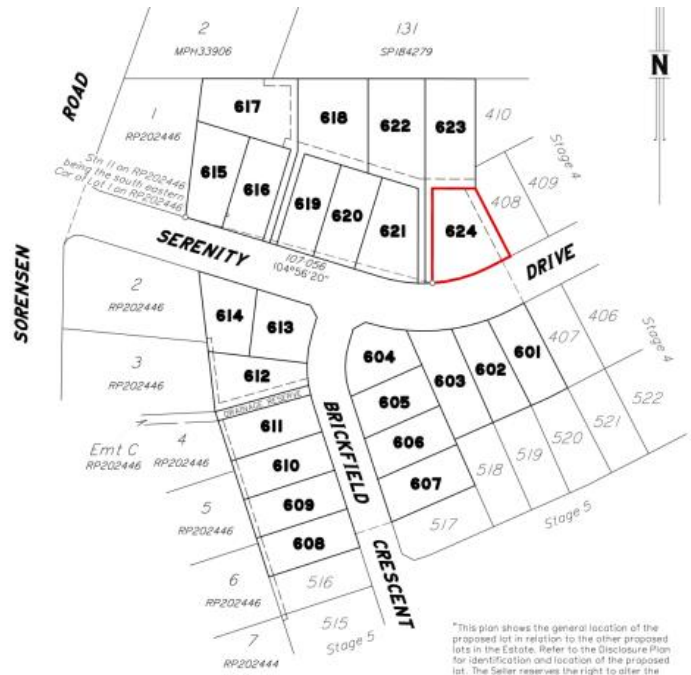 2
MPH33906
131
SP184279
N
ROAD
1
RP202446
617
618
622
623
410
Stage 4
615
616
Stn II on RP202446
being the south eastern
Cor of Lot I on RP202446
619
620
621
624
408
409
SERENITY
107·056
104°56'20"
DRIVE
SORENSEN
2
RP202446
614
613
604
603
602
601
407
406
Stage 4
3
RP202446
612
605
DRAINAGE RESERVE
611
BRICKFIELD
606
522
521
520
519
518
Emt C
RP202446
4
RP202446
610
607
5
RP202446
609
517
Stage 5
608
CRESCENT
6
RP202446
516
515
Stage 5
7
RP202444
"This plan shows the general location of the
proposed lot in relation to the other proposed
lots in the Estate. Refer to the Disclosure Plan
for identification and location of the proposed
lot. The Seller reserves the right to alter the